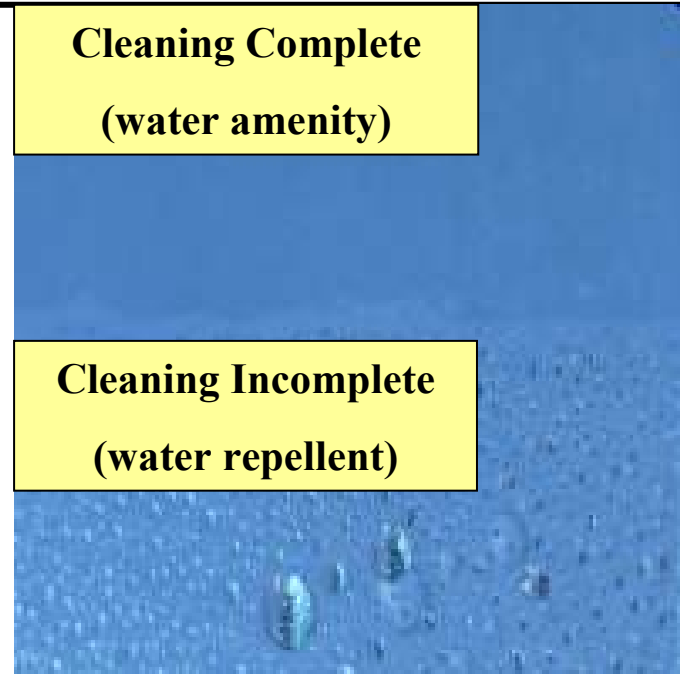 Cleaning Complete
(water amenity)
Cleaning Incomplete
(water repellent)